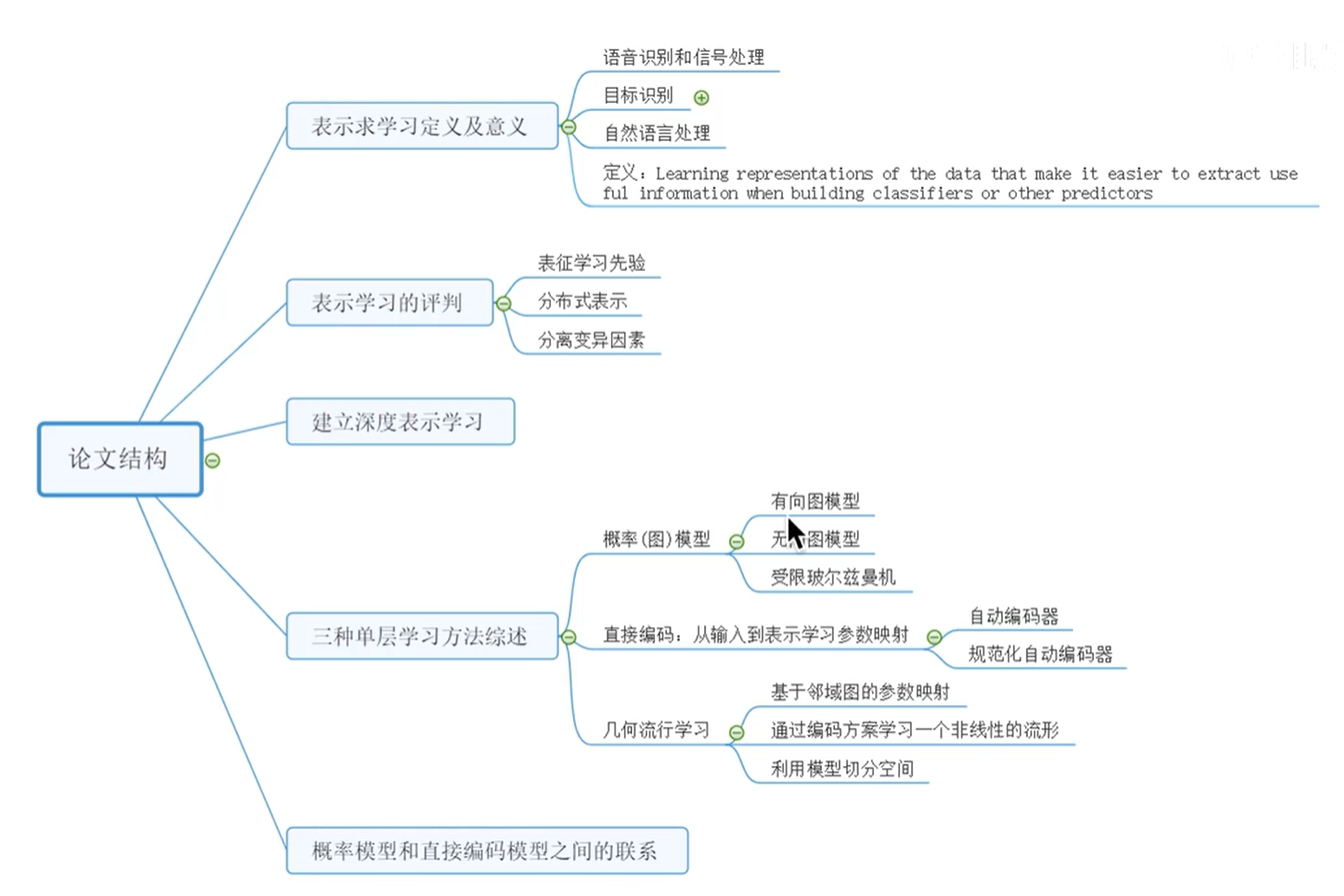 语音识别和信号处理
目标识别
表示求学习定义及意义
自然语言处理
定义：Learning representations of the data that make it easier to extract use
ful information when building classifiers or other predictors
表征学习先验
表示学习的评判
分布式表示
分离变异因素
建立深度表示学习
论文结构
有向图模型
概率(图)模型
无图模型
受限玻尔兹曼机
三种单层学习方法综述
直接编码：从输入到表示学习参数映射
自动编码器
规范化自动编码器
基于邻域图的参数映射
几何流行学习
通过编码方案学习一个非线性的流形
利用模型切分空间
概率模型和直接编码模型之间的联系